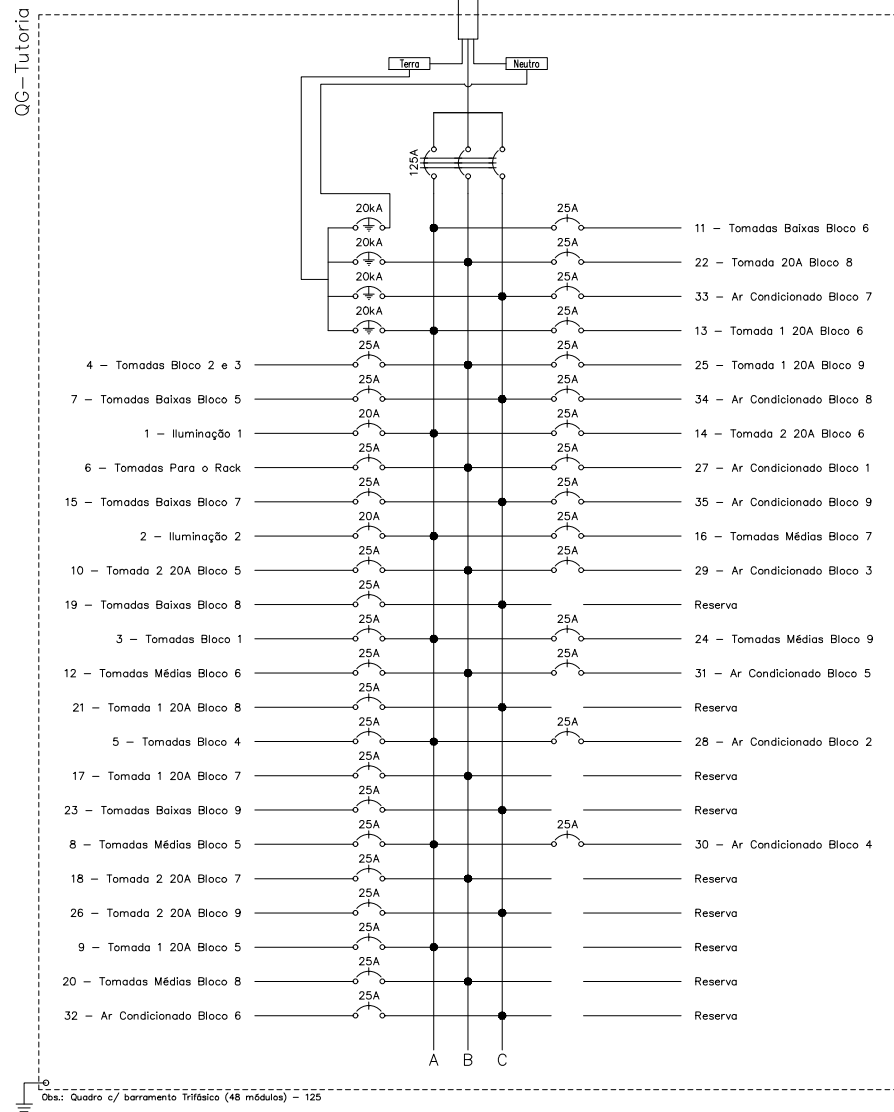 QG-Tutoria
Terra
Neutro
125A
20kA 25A
11 - Tomadas Baixas Bloco 6
20kA 25A
22 - Tomada 20A Bloco 8
20kA 25A
33 - Ar Condicionado Bloco 7
20kA 25A
13 - Tomada 1 20A Bloco 6
25A 25A
4 - Tomadas Bloco 2 e 3 25 - Tomada 1 20A Bloco 9
25A 25A
7 - Tomadas Baixas Bloco 5 34 - Ar Condicionado Bloco 8
20A 25A
1 - Iluminação 1 14 - Tomada 2 20A Bloco 6
25A 25A
6 - Tomadas Para o Rack 27 - Ar Condicionado Bloco 1
25A 25A
15 - Tomadas Baixas Bloco 7 35 - Ar Condicionado Bloco 9
20A 25A
2 - Iluminação 2 16 - Tomadas Médias Bloco 7
25A 25A
10 - Tomada 2 20A Bloco 5 29 - Ar Condicionado Bloco 3
25A
19 - Tomadas Baixas Bloco 8 Reserva
25A 25A
3 - Tomadas Bloco 1 24 - Tomadas Médias Bloco 9
25A 25A
12 - Tomadas Médias Bloco 6 31 - Ar Condicionado Bloco 5
25A
21 - Tomada 1 20A Bloco 8 Reserva
25A 25A
5 - Tomadas Bloco 4 28 - Ar Condicionado Bloco 2
25A
17 - Tomada 1 20A Bloco 7 Reserva
25A
23 - Tomadas Baixas Bloco 9 Reserva
25A 25A
8 - Tomadas Médias Bloco 5 30 - Ar Condicionado Bloco 4
25A
18 - Tomada 2 20A Bloco 7 Reserva
25A
26 - Tomada 2 20A Bloco 9 Reserva
25A
9 - Tomada 1 20A Bloco 5 Reserva
25A
20 - Tomadas Médias Bloco 8 Reserva
25A
32 - Ar Condicionado Bloco 6 Reserva
A B C
Obs.: Quadro c/ barramento Trifásico (48 módulos) - 125